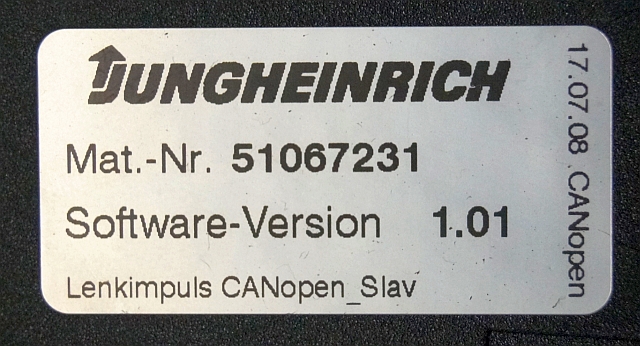 JUNGHEINRICH
Mat.-Nr. 51067231
Software-Version 1.01
Lenkimpuls CANopen_Slav
17.07.08 CANopen